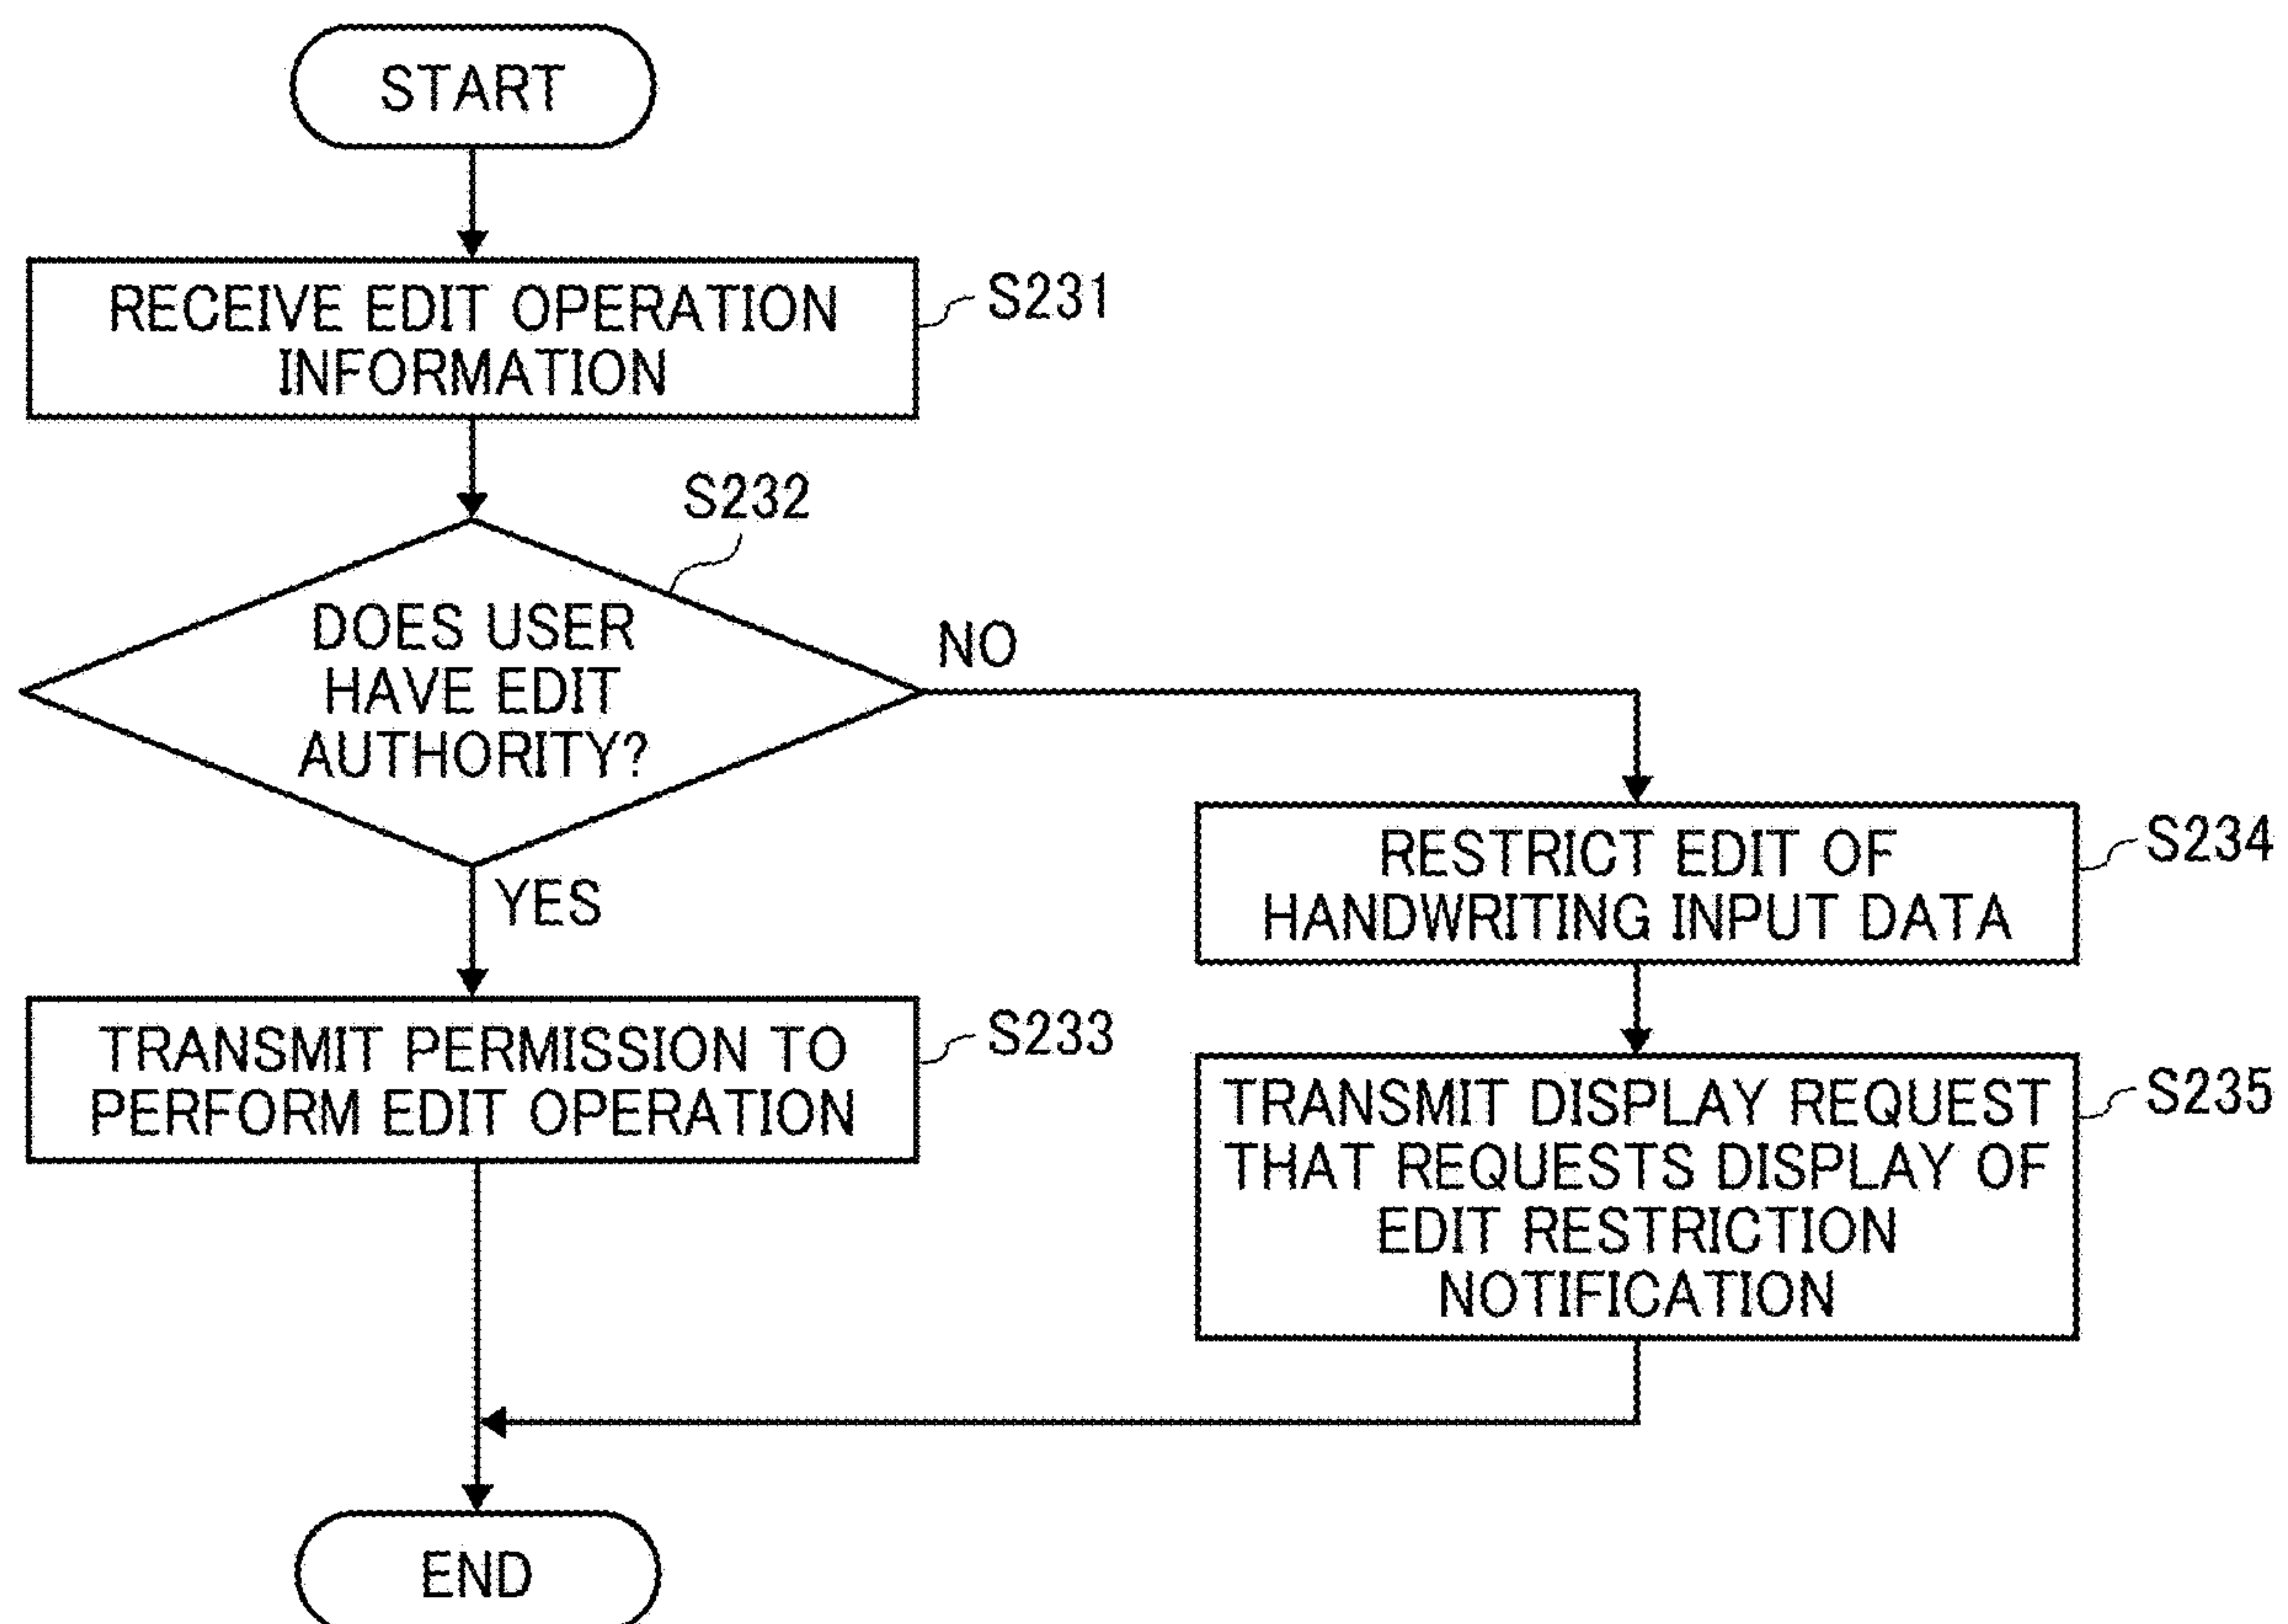 START
RECEIVE EDIT OPERATION
INFORMATION
S231
S232
DOES USER
HAVE EDIT
AUTHORITY?
NO
YES
TRANSMIT PERMISSION TO
PERFORM EDIT OPERATION
S233
RESTRICT EDIT OF
HANDWRITING INPUT DATA
S234
TRANSMIT DISPLAY REQUEST
THAT REQUESTS DISPLAY OF
EDIT RESTRICTION
NOTIFICATION
S235
END